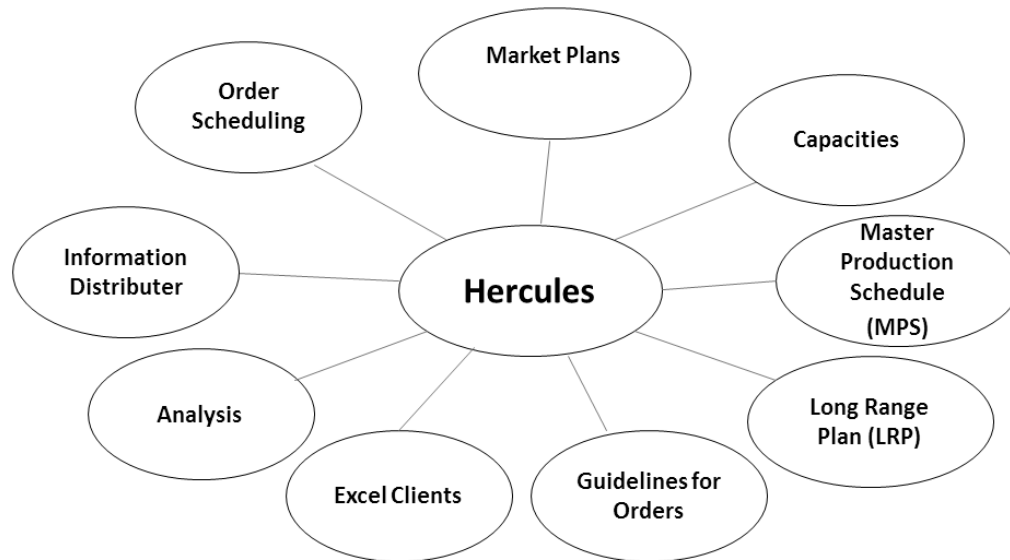 Market Plans
Order
Scheduling
Capacities
Information
Distributer
Master
Production
Schedule
(MPS)
Hercules
Analysis
Long Range
Plan (LRP)
Excel Clients
Guidelines for
Orders